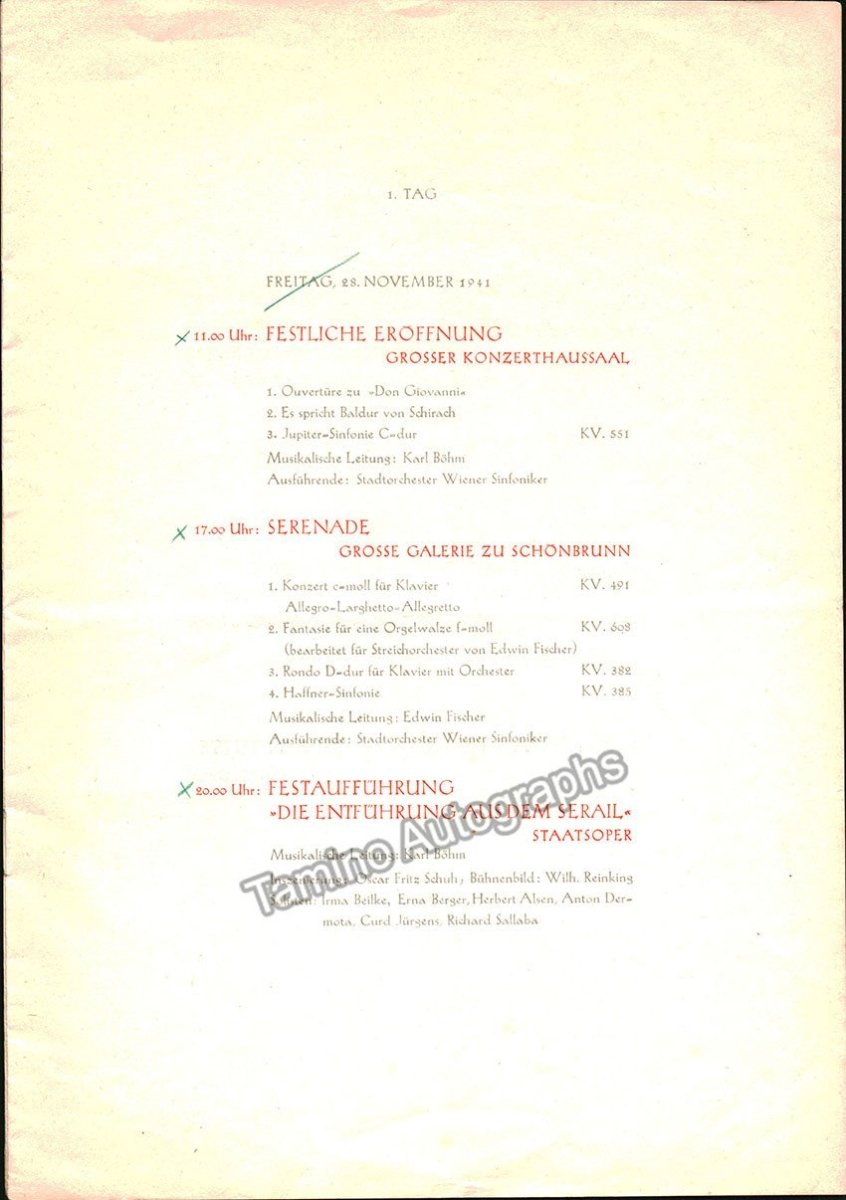 1. TAG
FREITAG, 28. NOVEMBER 1941
x 11.00 Uhr: FESTLICHE ERÖFFNUNG
GROSSER KONZERTHAUSSAAL
1. Ouvertüre zu »Don Giovanni«
2. Es spricht Baldur von Schirach
3. Jupiter-Sinfonie C-dur KV. 551
Musikalische Leitung: Karl Böhm
Ausführende: Stadtorchester Wiener Sinfoniker
x 17.00 Uhr: SERENADE
GROSSE GALERIE ZU SCHÖNBRUNN
1. Konzert c-moll für Klavier KV. 491
Allegro-Larghetto-Allegretto
2. Fantasie für eine Orgelwalze f-moll KV. 608
(bearbeitet für Streichorchester von Edwin Fischer)
3. Rondo D-dur für Klavier mit Orchester KV. 382
4. Haffner-Sinfonie KV. 385
Musikalische Leitung: Edwin Fischer
Ausführende: Stadtorchester Wiener Sinfoniker
x 20.00 Uhr: FESTAUFFÜHRUNG
»DIE ENTFÜHRUNG AUS DEM SERAIL«
STAATSOPER
Musikalische Leitung: Karl Böhm
Inszenierung: Oscar Fritz Schuh; Bühnenbild: Wilh. Reinking
Solisten: Irma Beilke, Erna Berger, Herbert Alsen, Anton Der-
mota, Curd Jürgens, Richard Sallaba
Tamino Autographs